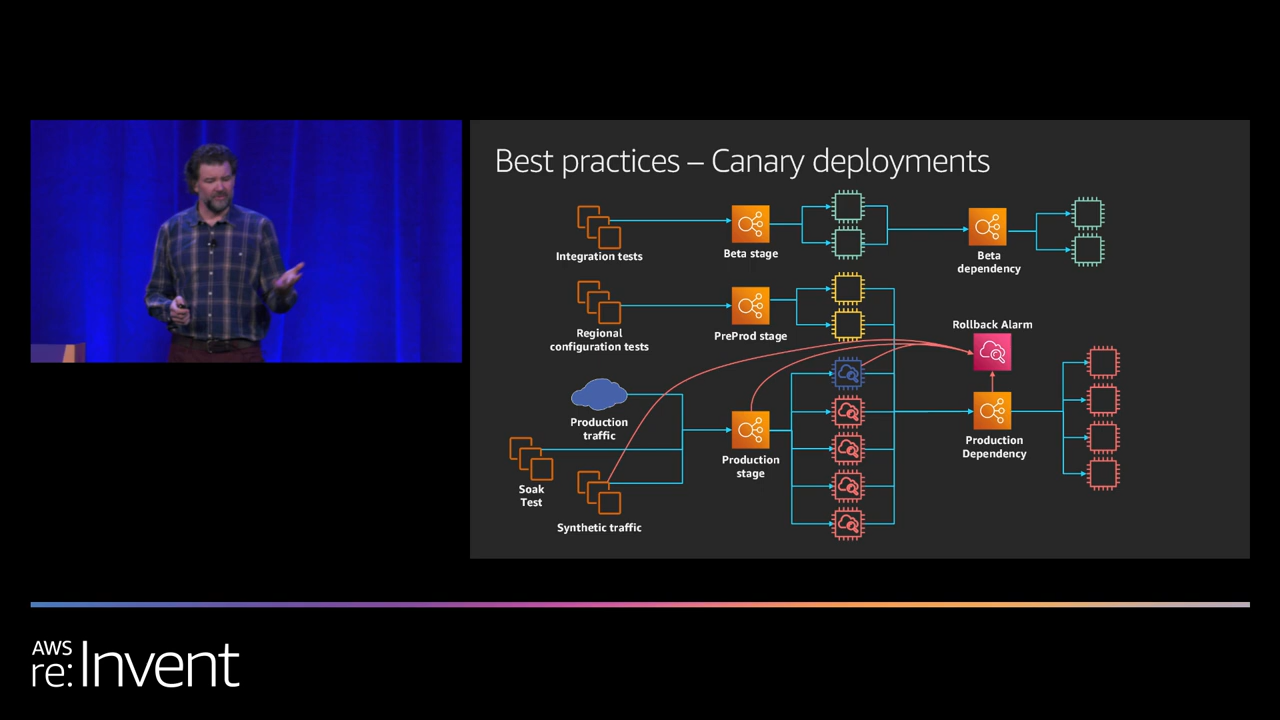 Best practices – Canary deployments
Integration tests
Beta stage
Beta
dependency
Regional
configuration tests
PreProd stage
Rollback Alarm
Production
traffic
Production
stage
Production
Dependency
Soak
Test
Synthetic traffic
AWS
re:Invent